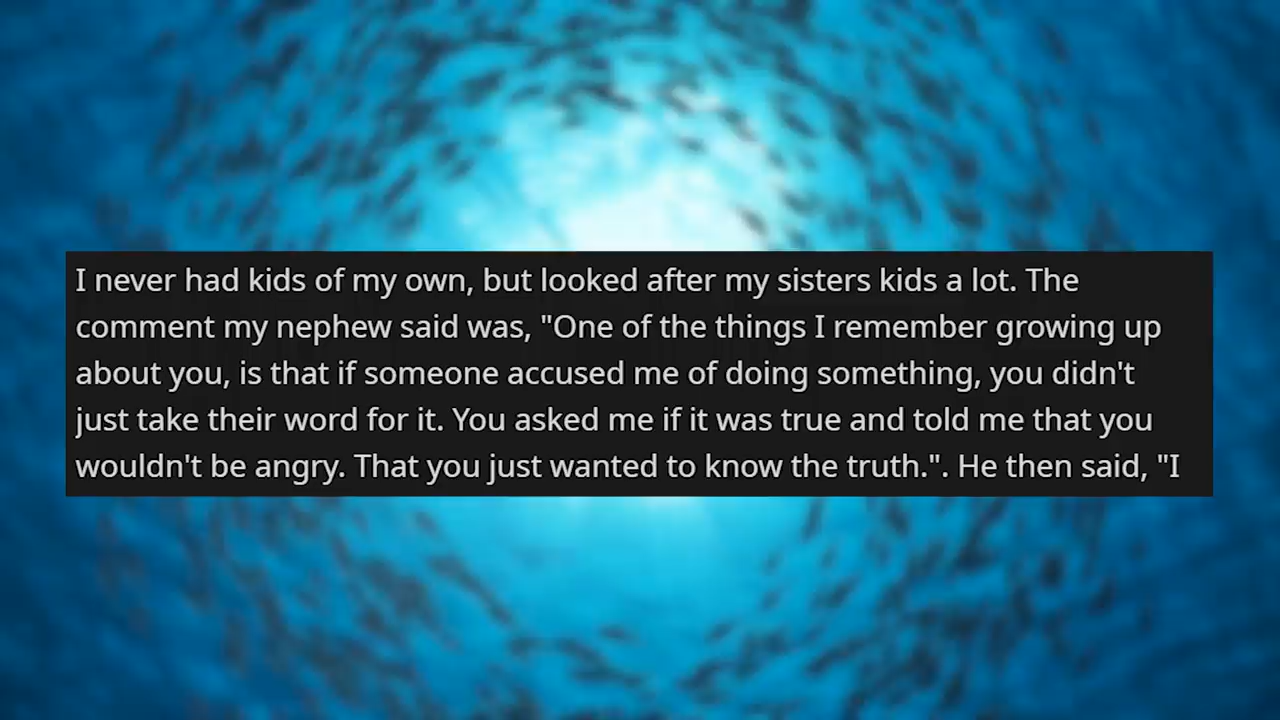 I never had kids of my own, but looked after my sisters kids a lot. The
comment my nephew said was, "One of the things I remember growing up
about you, is that if someone accused me of doing something, you didn't
just take their word for it. You asked me if it was true and told me that you
wouldn't be angry. That you just wanted to know the truth.". He then said, "I